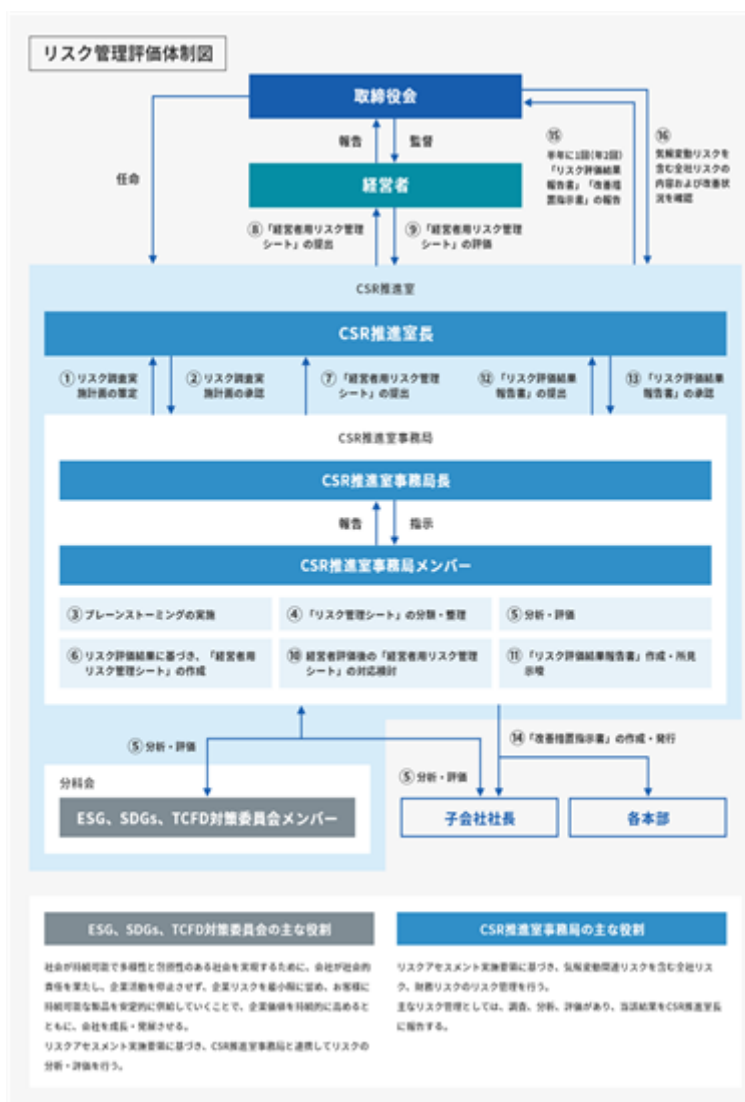 リスク管理評価体制図
取締役会
報告
監督
任命
経営者
⑮
半年に1回(年2回)
「リスク評価結果
報告書」「改善措
置指示書」の報告
⑯
気候変動リスクを
含む全社リスクの
内容および改善状
況を確認
⑧「経営者用リスク管理
シート」の提出
⑨「経営者用リスク管理
シート」の評価
CSR推進室
CSR推進室長
①リスク調査実
施計画の策定
②リスク調査実
施計画の承認
⑦「経営者用リスク管理
シート」の提出
⑫「リスク評価結果
報告書」の提出
⑬「リスク評価結果
報告書」の承認
CSR推進室事務局
CSR推進室事務局長
報告
指示
CSR推進室事務局メンバー
③ブレーンストーミングの実施
④「リスク管理シート」の分類・整理
⑤分析・評価
⑥リスク評価結果に基づき、「経営者用
リスク管理シート」の作成
⑩経営者評価後の「経営者用リスク管理
シート」の対応検討
⑪「リスク評価結果報告書」作成・所見
示唆
⑤分析・評価
⑭「改善措置指示書」の作成・発行
分科会
⑤分析・評価
ESG、SDGs、TCFD対策委員会メンバー
子会社社長
各本部
ESG、SDGs、TCFD対策委員会の主な役割
社会が持続可能で多様性と包摂性のある社会を実現するために、会社が社会的
責任を果たし、企業活動を停止させず、企業リスクを最小限に留め、お客様に
持続可能な製品を安定的に供給していくことで、企業価値を持続的に高めると
ともに、会社を成長・発展させる。
リスクアセスメント実施要領に基づき、CSR推進室事務局と連携してリスクの
分析・評価を行う。
CSR推進室事務局の主な役割
リスクアセスメント実施要領に基づき、気候変動関連リスクを含む全社リス
ク、財務リスクのリスク管理を行う。
主なリスク管理としては、調査、分析、評価があり、当該結果をCSR推進室長
に報告する。